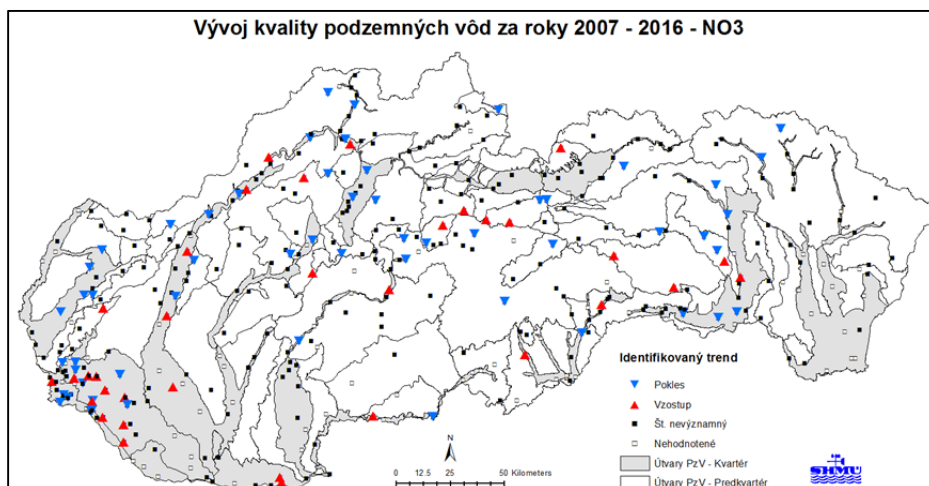 Vývoj kvality podzemných vôd za roky 2007 - 2016 - NO3
Identifikovaný trend
Pokles
Vzostup
Št. nevýznamný
Nehodnotené
Útvary PzV - Kvartér
Útvary PzV - Predkvartér
N
0 12.5 25 50 Kilometers
SHMU